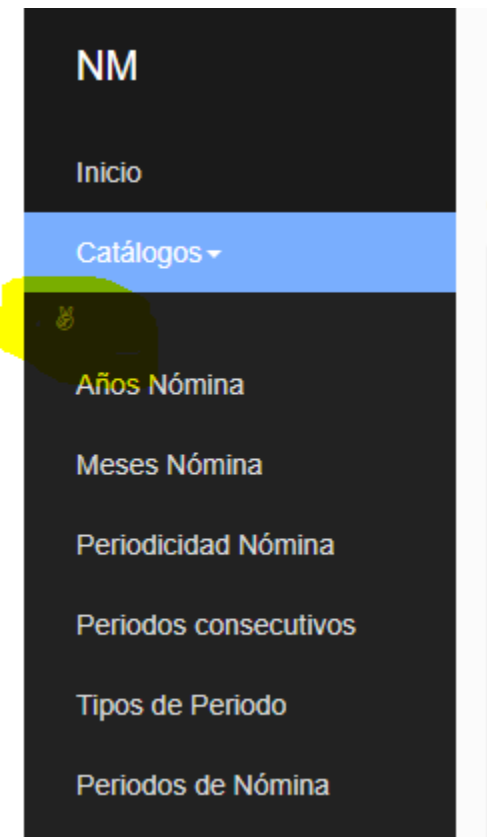 NM
Inicio
Catálogos
✌
Años Nómina
Meses Nómina
Periodicidad Nómina
Periodos consecutivos
Tipos de Periodo
Periodos de Nómina